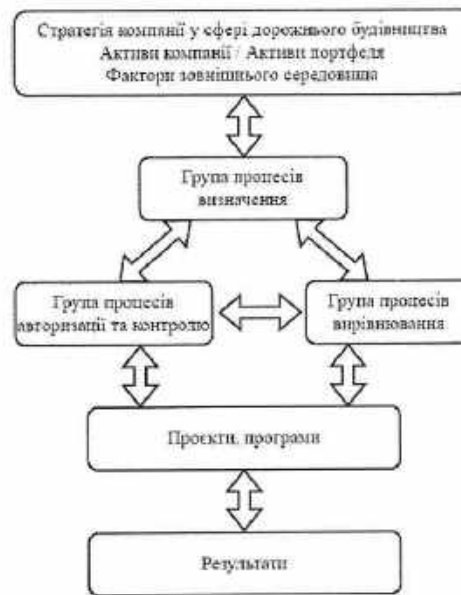 Стратегія компанії у сфері дорожнього будівництва
Активи компанії / Активи портфеля
Фактори зовнішнього середовища
Група процесів
визначення
Група процесів
авторизації та контролю
Група процесів
вирівнювання
Проєкти, програми
Результати